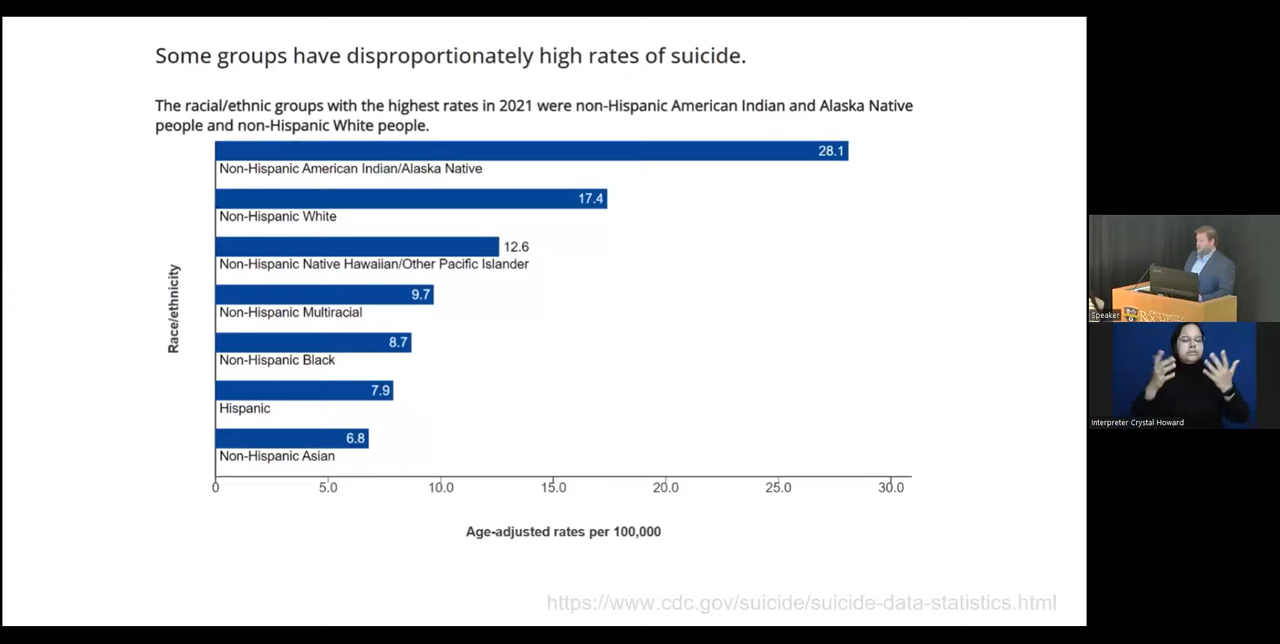 Some groups have disproportionately high rates of suicide.
The racial/ethnic groups with the highest rates in 2021 were non-Hispanic American Indian and Alaska Native
people and non-Hispanic White people.
28.1
Non-Hispanic American Indian/Alaska Native
17.4
Non-Hispanic White
12.6
Non-Hispanic Native Hawaiian/Other Pacific Islander
9.7
Non-Hispanic Multiracial
8.7
Non-Hispanic Black
7.9
Hispanic
6.8
Non-Hispanic Asian
Race/ethnicity
0 5.0 10.0 15.0 20.0 25.0 30.0
Age-adjusted rates per 100,000
https://www.cdc.gov/suicide/suicide-data-statistics.html
Speaker
Interpreter Crystal Howard